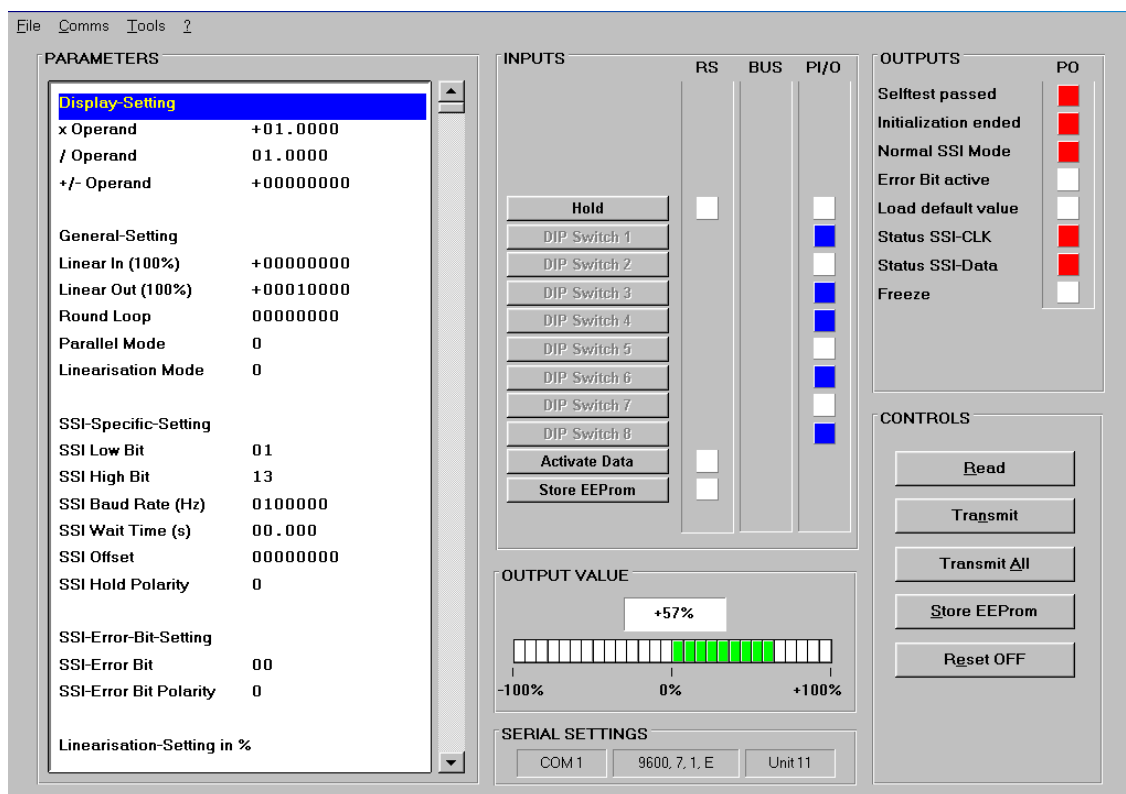 File Comms Tools ?
PARAMETERS
Display-Setting
x Operand +01.0000
/ Operand 01.0000
+/- Operand +00000000
General-Setting
Linear In (100%) +00000000
Linear Out (100%) +00010000
Round Loop 00000000
Parallel Mode 0
Linearisation Mode 0
SSI-Specific-Setting
SSI Low Bit 01
SSI High Bit 13
SSI Baud Rate (Hz) 0100000
SSI Wait Time (s) 00.000
SSI Offset 00000000
SSI Hold Polarity 0
SSI-Error-Bit-Setting
SSI-Error Bit 00
SSI-Error Bit Polarity 0
Linearisation-Setting in %
INPUTS
RS BUS PI/O
Hold
DIP Switch 1
DIP Switch 2
DIP Switch 3
DIP Switch 4
DIP Switch 5
DIP Switch 6
DIP Switch 7
DIP Switch 8
Activate Data
Store EEProm
OUTPUT VALUE
+57%
-100% 0% +100%
SERIAL SETTINGS
COM 1 9600, 7, 1, E Unit 11
OUTPUTS
PO
Selftest passed
Initialization ended
Normal SSI Mode
Error Bit active
Load default value
Status SSI-CLK
Status SSI-Data
Freeze
CONTROLS
Read
Transmit
Transmit All
Store EEProm
Reset OFF